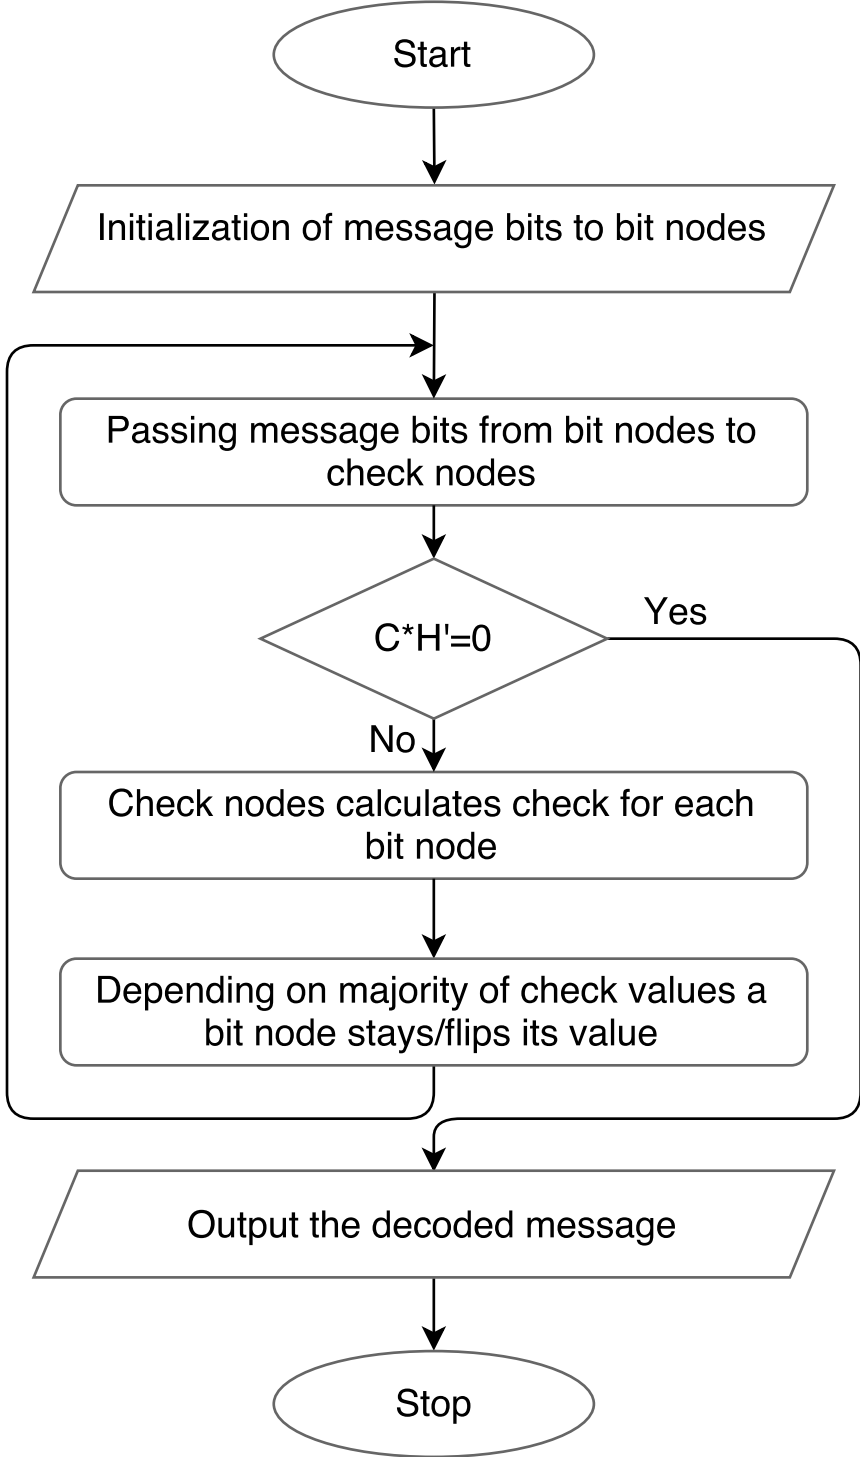 Start
Initialization of message bits to bit nodes
Passing message bits from bit nodes to
check nodes
C*H'=0
Yes
No
Check nodes calculates check for each
bit node
Depending on majority of check values a
bit node stays/flips its value
Output the decoded message
Stop